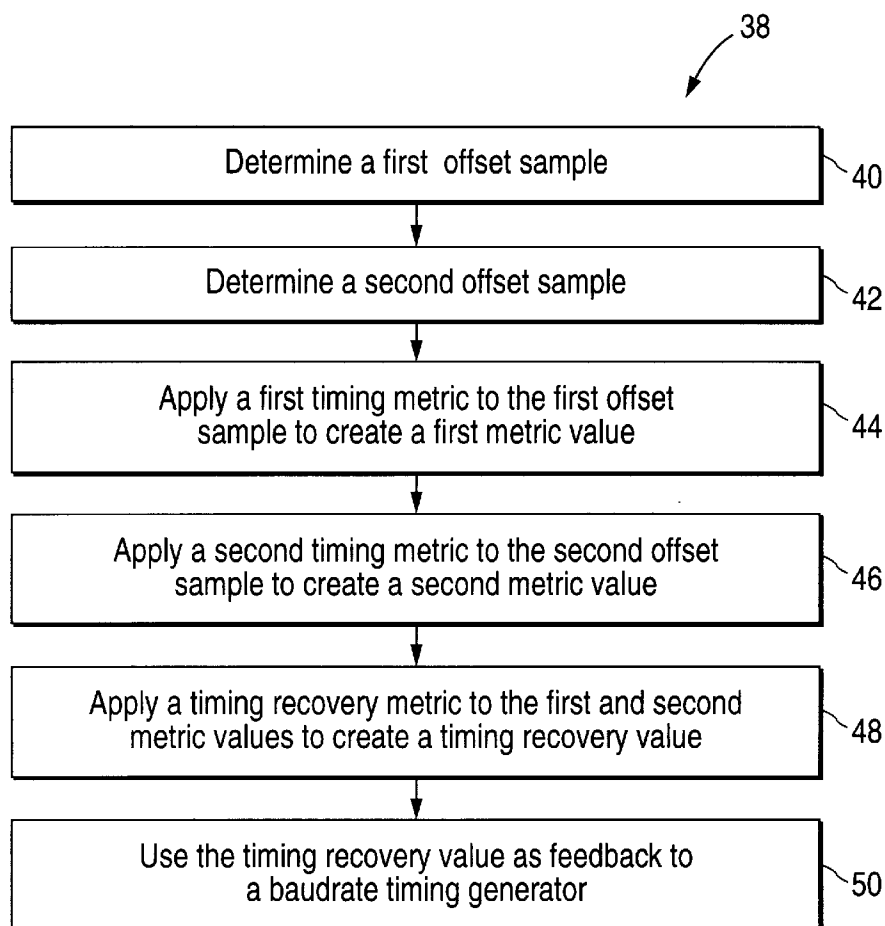 38
Determine a first offset sample
40
Determine a second offset sample
42
Apply a first timing metric to the first offset
sample to create a first metric value
44
Apply a second timing metric to the second offset
sample to create a second metric value
46
Apply a timing recovery metric to the first and second
metric values to create a timing recovery value
48
Use the timing recovery value as feedback to
a baudrate timing generator
50